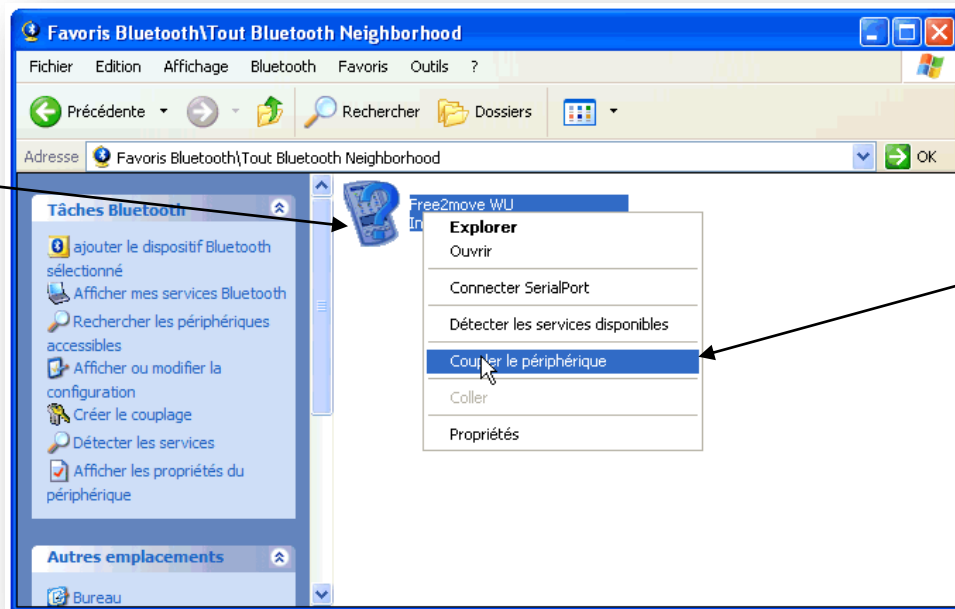 Favoris Bluetooth\Tout Bluetooth Neighborhood
Fichier Edition Affichage Bluetooth Favoris Outils ?
Précédente Rechercher Dossiers
Adresse Favoris Bluetooth\Tout Bluetooth Neighborhood OK
Tâches Bluetooth
ajouter le dispositif Bluetooth
sélectionné
Afficher mes services Bluetooth
Rechercher les périphériques
accessibles
Afficher ou modifier la
configuration
Créer le couplage
Détecter les services
Afficher les propriétés du
périphérique
Autres emplacements
Bureau
Free2move WU
In
Explorer
Ouvrir
Connecter SerialPort
Détecter les services disponibles
Coupler le périphérique
Coller
Propriétés